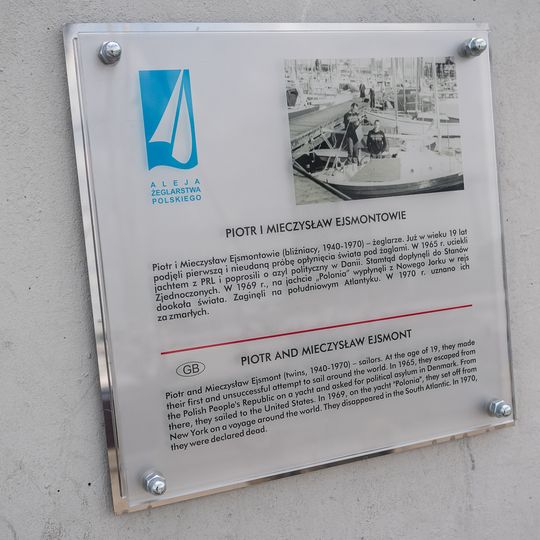 ALEJA
ŻEGLARSTWA
POLSKIEGO
PIOTR I MIECZYSŁAW EJSMONTOWIE
Piotr i Mieczysław Ejsmontowie (bliźniacy, 1940-1970) – żeglarze. Już w wieku 19 lat
podjęli pierwszą i nieudaną próbę opłynięcia świata pod żaglami. W 1965 r. uciekli
jachtem z PRL i poprosili o azyl polityczny w Danii. Stamtąd dopłynęli do Stanów
Zjednoczonych. W 1969 r., na jachcie „Polonia” wypłynęli z Nowego Jorku w rejs
dookoła świata. Zaginęli na południowym Atlantyku. W 1970 r. uznano ich
za zmarłych.
GB
PIOTR AND MIECZYSŁAW EJSMONT
Piotr and Mieczysław Ejsmont (twins, 1940-1970) – sailors. At the age of 19, they made
their first and unsuccessful attempt to sail around the world. In 1965, they escaped from
the Polish People's Republic on a yacht and asked for political asylum in Denmark. From
there, they sailed to the United States. In 1969, on the yacht "Polonia", they set off from
New York on a voyage around the world. They disappeared in the South Atlantic. In 1970,
they were declared dead.